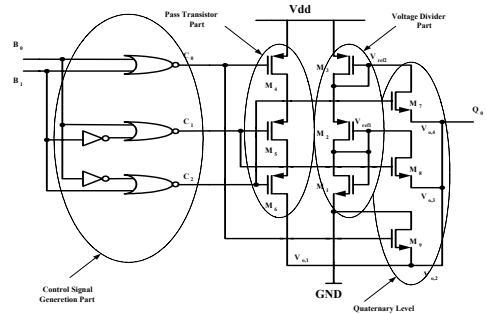 Pass Transistor
Part
Vdd
Voltage Divider
Part
B0
B1
C0
C1
C2
M4
M5
M6
M3
M2
M1
Vref2
Vref1
M7
M8
M9
Q0
Vo,4
Vo,3
Vo,1
Vo,2
GND
Control Signal
Generetion Part
Quaternary Level